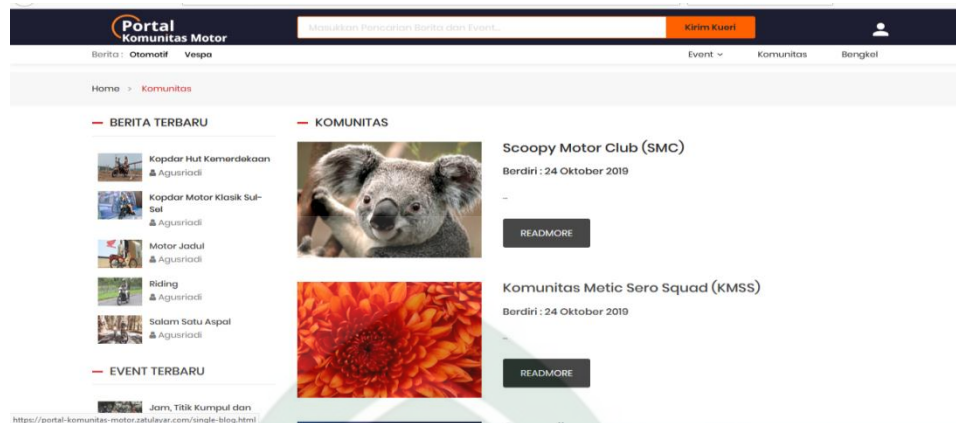 Portal
Komunitas Motor
Masukkan Pencarian Barita dan Event...
Kirim Kueri
Berita : Otomotif Vespa
Event
Komunitas
Bengkel
Home > Komunitas
BERITA TERBARU
Kopdar Hut Kemerdekaan
Agusriadi
Kopdar Motor Klasik Sul-
Sel
Agusriadi
Motor Jadul
Agusriadi
Riding
Agusriadi
Salam Satu Aspal
Agusriadi
EVENT TERBARU
Jam, Titik Kumpul dan
KOMUNITAS
Scoopy Motor Club (SMC)
Berdiri : 24 Oktober 2019
...
READMORE
Komunitas Metic Sero Squad (KMSS)
Berdiri : 24 Oktober 2019
...
READMORE
https://portal-komunitas-motor.zatulayar.com/single-blog.html